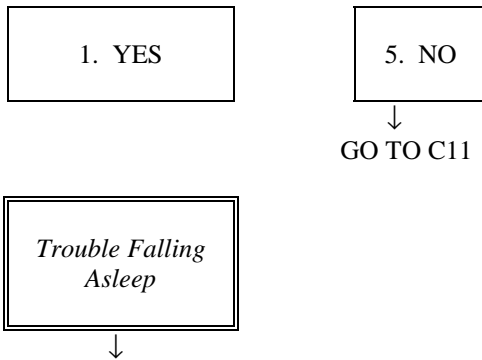 1. YES
5. NO
↓
GO TO C11
Trouble Falling
Asleep
↓